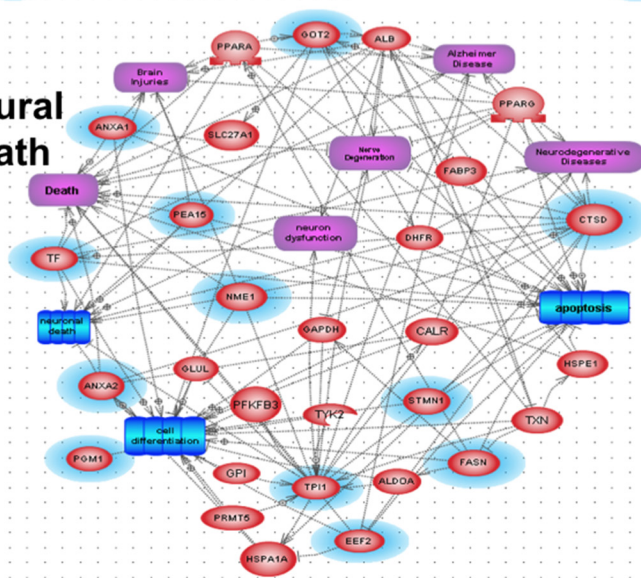 GOT2
ALB
PPARA
Alzheimer
Disease
Brain
Injuries
PPARG
ural
ath
ANXA1
SLC27A1
Nerve
Degeneration
Neurodegenerative
Diseases
FABP3
Death
PEA15
CTSD
neuron
dysfunction
DHFR
TF
NME1
apoptosis
neuronal
death
GAPDH
CALR
HSPE1
GLUL
ANXA2
PFKFB3
TYK2
STMN1
TXN
cell
differentiation
PGM1
FASN
GPI
TPI1
ALDOA
PRMT5
EEF2
HSPA1A